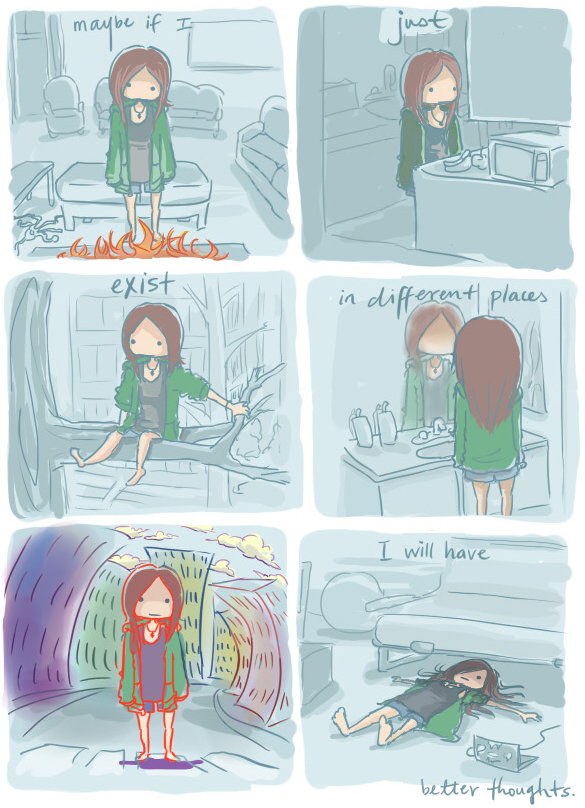 maybe if I
just
exist
in different places
I will have
better thoughts.